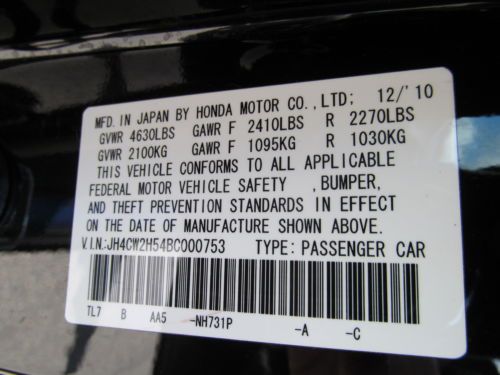 MFD. IN JAPAN BY HONDA MOTOR CO., LTD; 12/'10
GVWR 4630LBS GAWR F 2410LBS R 2270LBS
GVWR 2100KG GAWR F 1095KG R 1030KG
THIS VEHICLE CONFORMS TO ALL APPLICABLE
FEDERAL MOTOR VEHICLE SAFETY , BUMPER,
AND THEFT PREVENTION STANDARDS IN EFFECT
ON THE DATE OF MANUFACTURE SHOWN ABOVE.
V.I.N.:JH4CW2H54BC000753 TYPE: PASSENGER CAR
TL7 B AA5 -NH731P -A -C